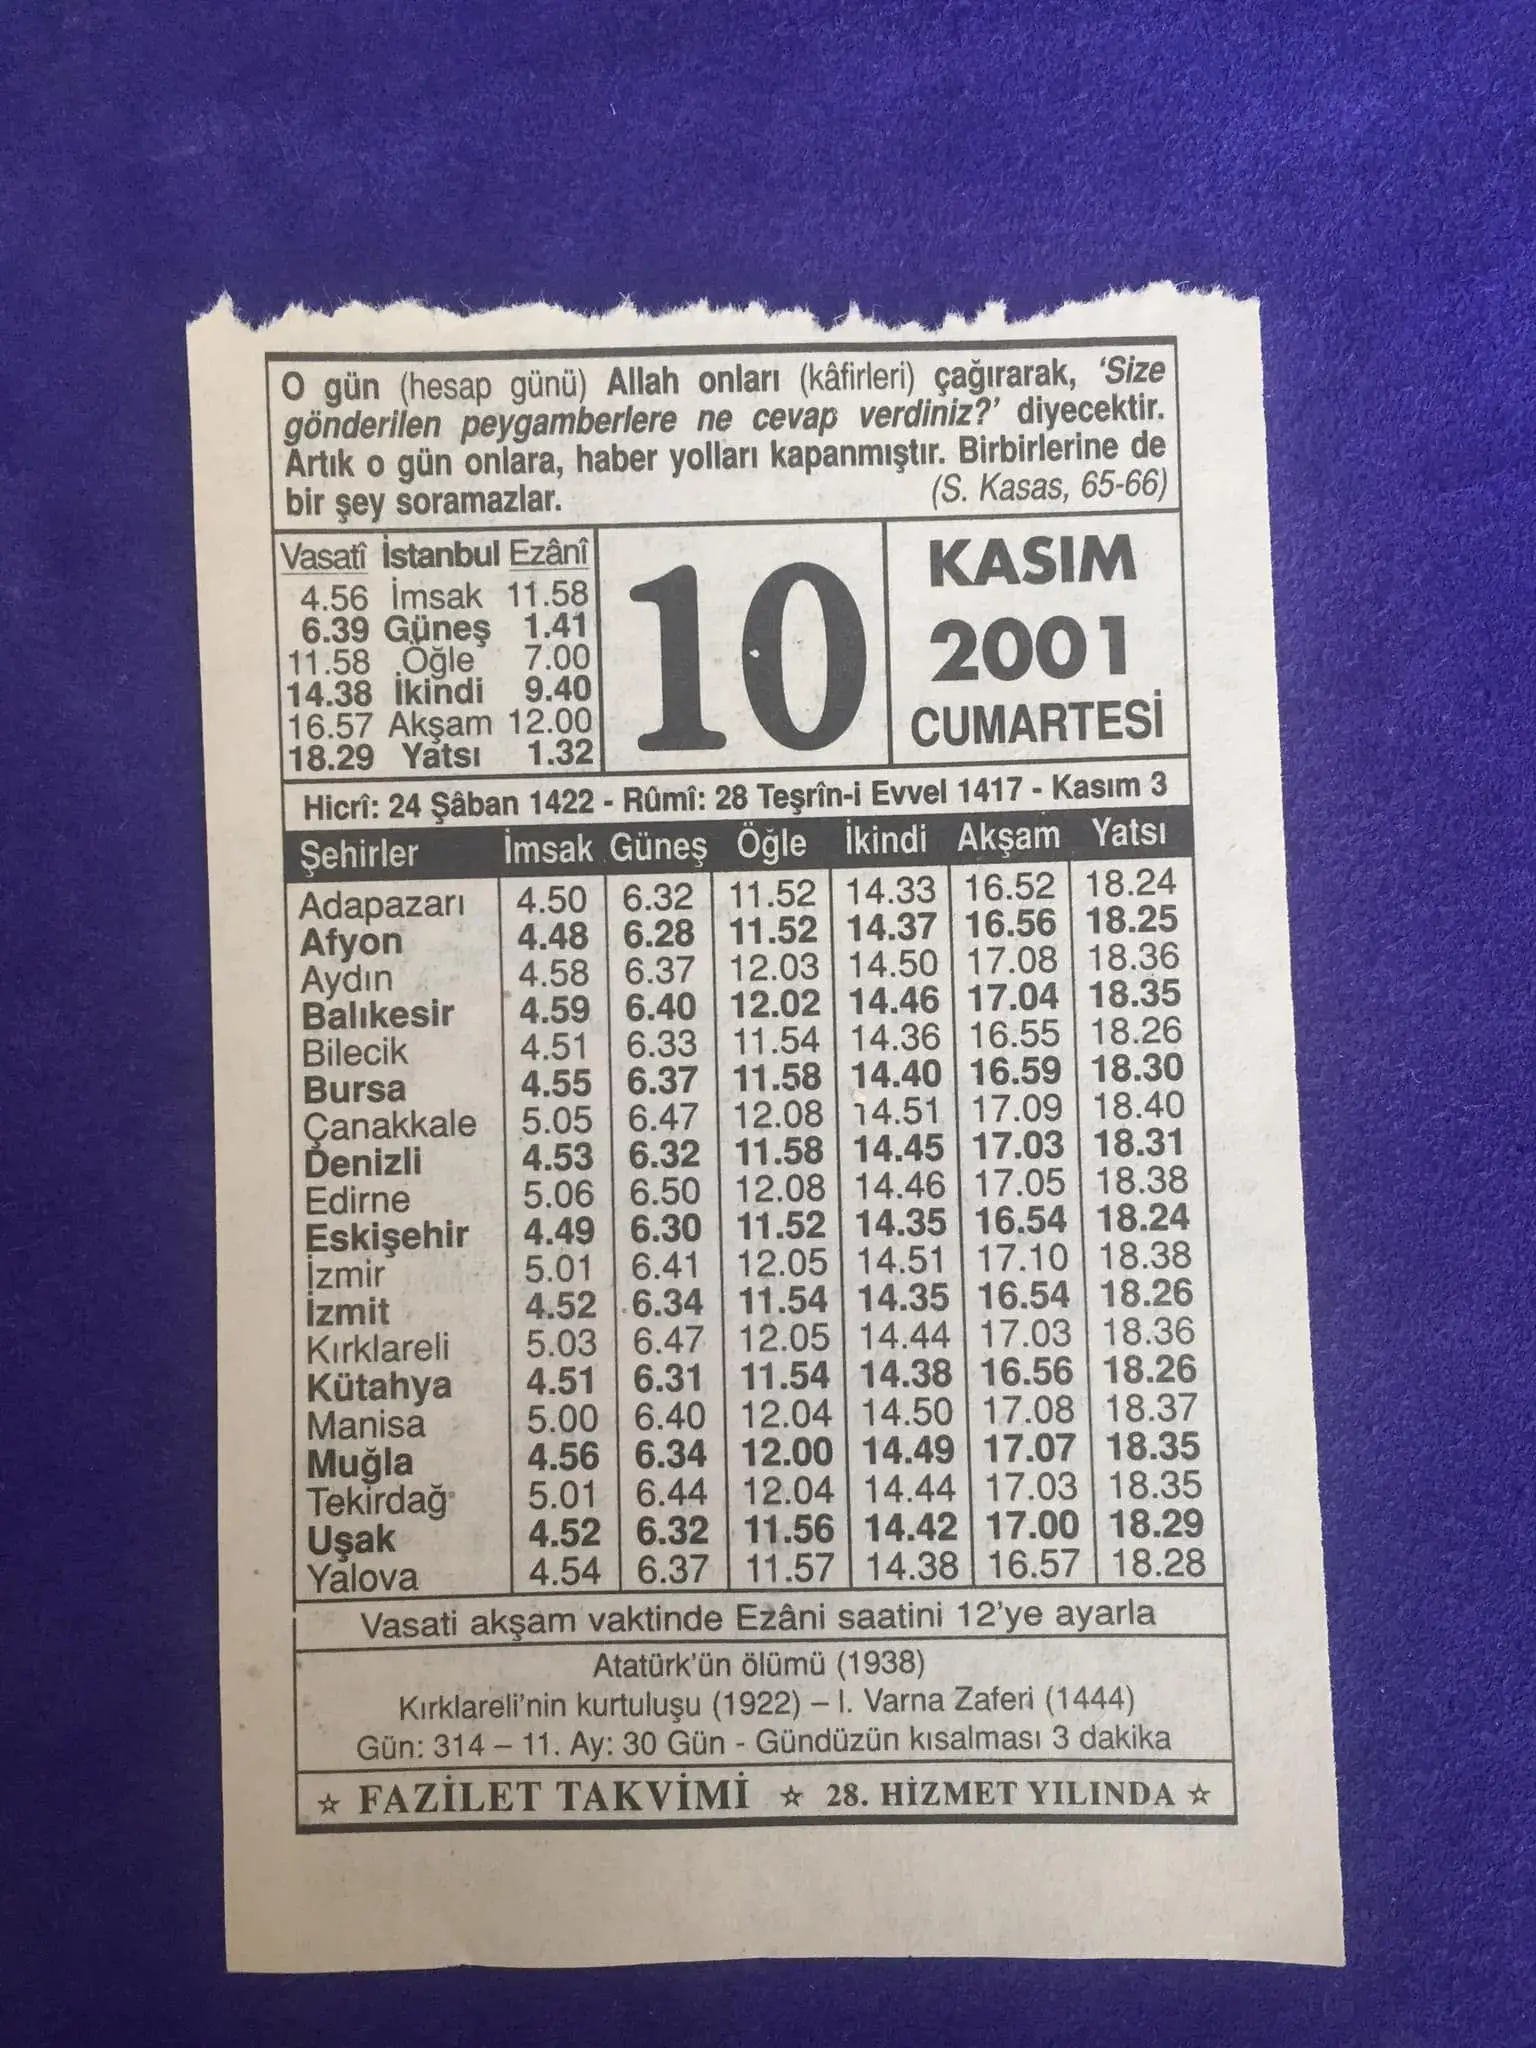 O gün (hesap günü) Allah onları (kâfirleri) çağırarak, ‘Size
gönderilen peygamberlere ne cevap verdiniz?’ diyecektir.
Artık o gün onlara, haber yolları kapanmıştır. Birbirlerine de
bir şey soramazlar. (S. Kasas, 65-66)
Vasatî İstanbul Ezânî
4.56 İmsak 11.58
6.39 Güneş 1.41
11.58 Öğle 7.00
14.38 İkindi 9.40
16.57 Akşam 12.00
18.29 Yatsı 1.32
10
KASIM
2001
CUMARTESİ
Hicrî: 24 Şâban 1422 - Rûmî: 28 Teşrîn-i Evvel 1417 - Kasım 3
Şehirler İmsak Güneş Öğle İkindi Akşam Yatsı
Adapazarı 4.50 6.32 11.52 14.33 16.52 18.24
Afyon 4.48 6.28 11.52 14.37 16.56 18.25
Aydın 4.58 6.37 12.03 14.50 17.08 18.36
Balıkesir 4.59 6.40 12.02 14.46 17.04 18.35
Bilecik 4.51 6.33 11.54 14.36 16.55 18.26
Bursa 4.55 6.37 11.58 14.40 16.59 18.30
Çanakkale 5.05 6.47 12.08 14.51 17.09 18.40
Denizli 4.53 6.32 11.58 14.45 17.03 18.31
Edirne 5.06 6.50 12.08 14.46 17.05 18.38
Eskişehir 4.49 6.30 11.52 14.35 16.54 18.24
İzmir 5.01 6.41 12.05 14.51 17.10 18.38
İzmit 4.52 6.34 11.54 14.35 16.54 18.26
Kırklareli 5.03 6.47 12.05 14.44 17.03 18.36
Kütahya 4.51 6.31 11.54 14.38 16.56 18.26
Manisa 5.00 6.40 12.04 14.50 17.08 18.37
Muğla 4.56 6.34 12.00 14.49 17.07 18.35
Tekirdağ 5.01 6.44 12.04 14.44 17.03 18.35
Uşak 4.52 6.32 11.56 14.42 17.00 18.29
Yalova 4.54 6.37 11.57 14.38 16.57 18.28
Vasati akşam vaktinde Ezâni saatini 12’ye ayarla
Atatürk’ün ölümü (1938)
Kırklareli’nin kurtuluşu (1922) – I. Varna Zaferi (1444)
Gün: 314 – 11. Ay: 30 Gün - Gündüzün kısalması 3 dakika
☆ FAZİLET TAKVİMİ ☆ 28. HİZMET YILINDA ☆